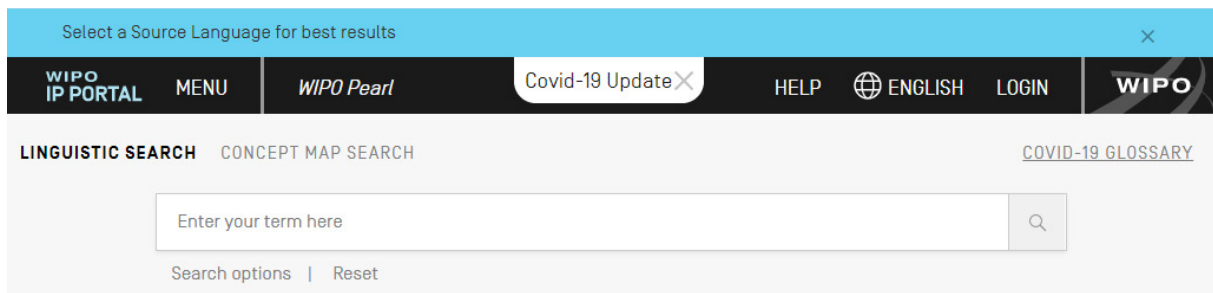 Select a Source Language for best results
WIPO
IP PORTAL MENU WIPO Pearl Covid-19 Update HELP ENGLISH LOGIN WIPO
LINGUISTIC SEARCH CONCEPT MAP SEARCH COVID-19 GLOSSARY
Enter your term here
Search options | Reset